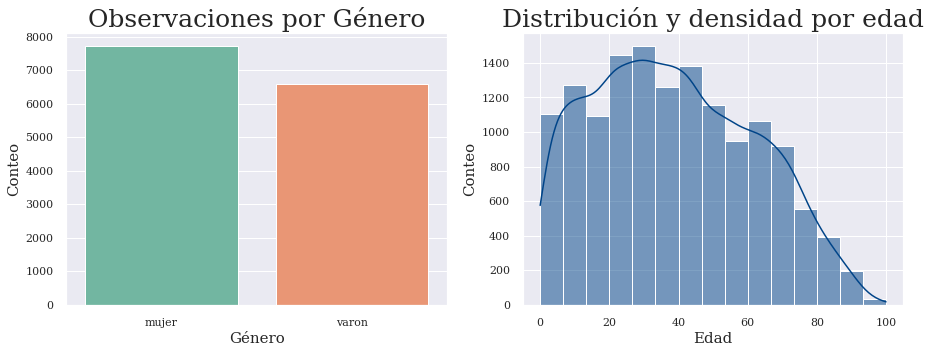 Observaciones por Género
8000
7000
6000
5000
4000
3000
2000
1000
0
Conteo
mujer
varon
Género
Distribución y densidad por edad
1400
1200
1000
800
600
400
200
0
Conteo
0
20
40
60
80
100
Edad